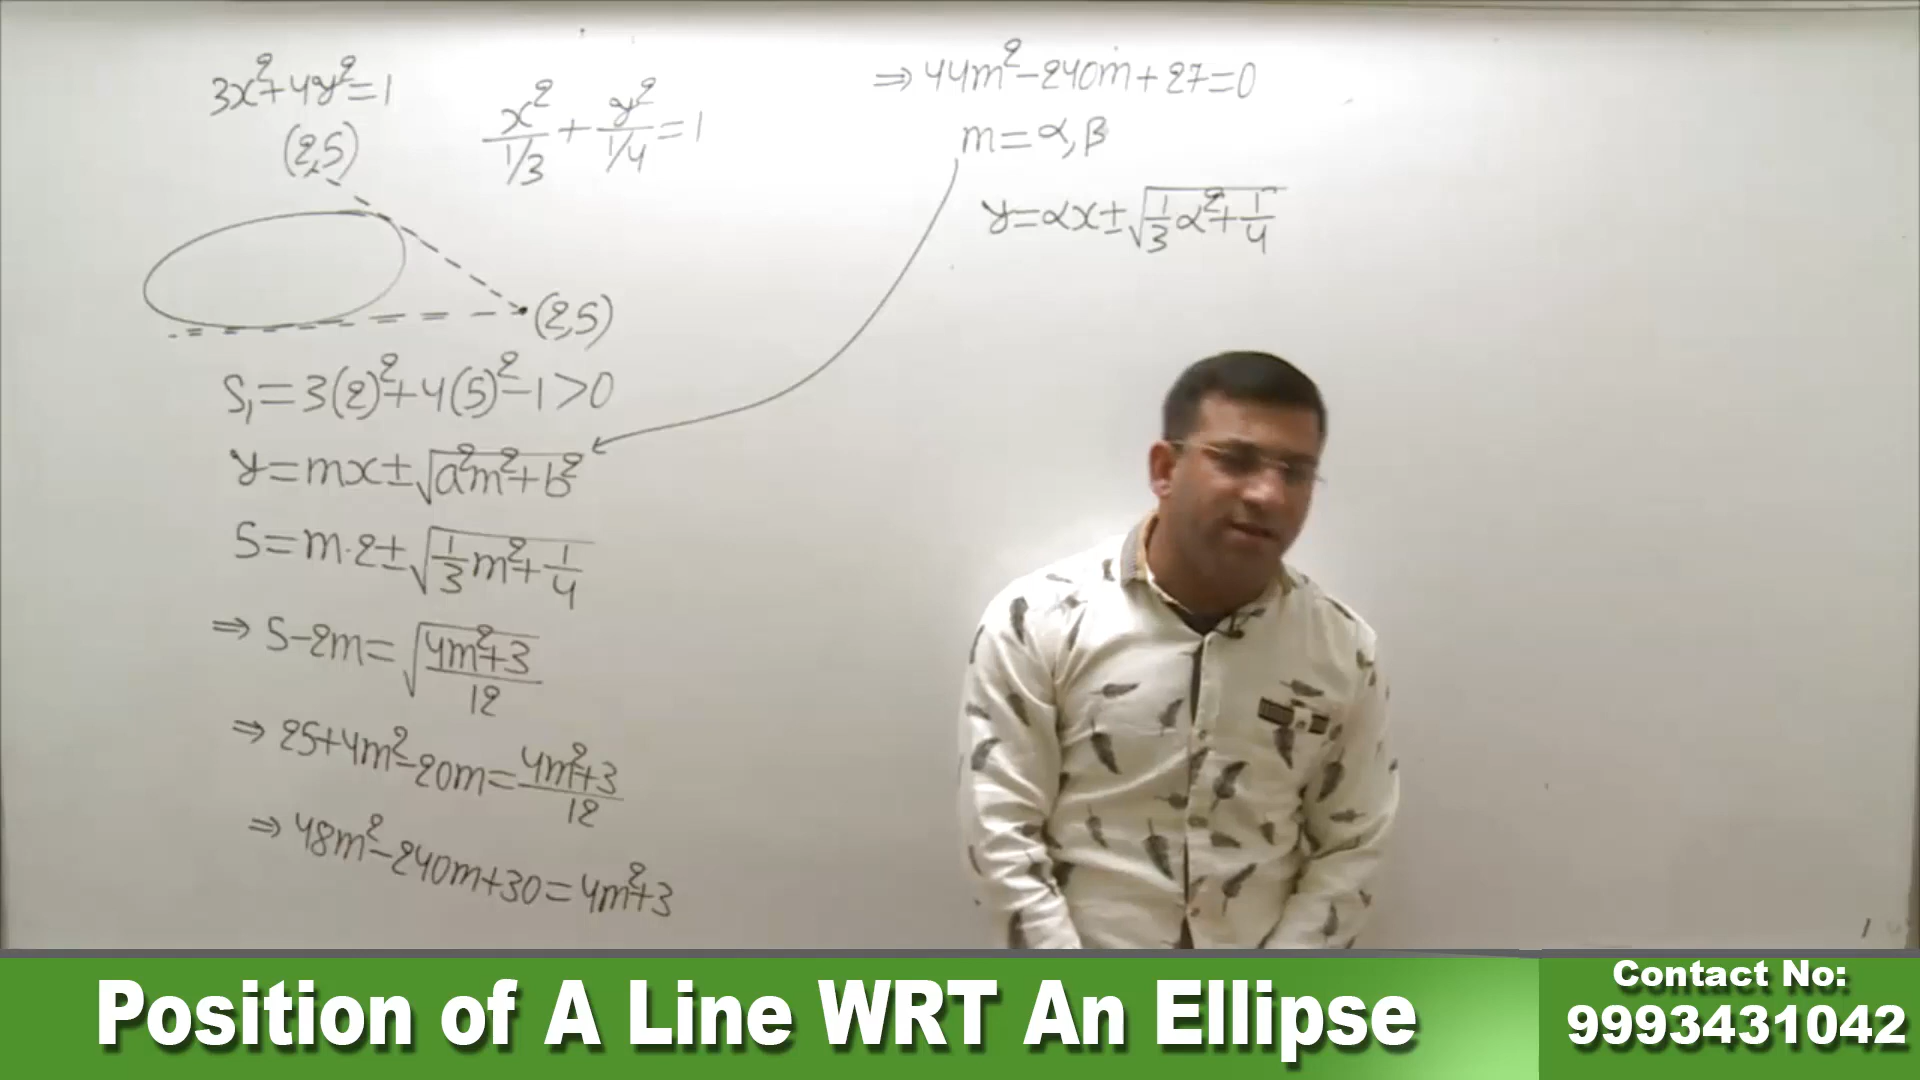 3x²+4y²=1
(2,5)
x²/1/3 + y²/1/4 = 1
(2,5)
S₁=3(2)²+4(5)²-1>0
y=mx±√a²m²+b²
5=m·2±√1/3 m²+1/4
⇒ 5-2m=√4m²+3/12
⇒ 25+4m²-20m=4m²+3/12
⇒ 48m²-240m+30=4m²+3
⇒ 44m²-240m+27=0
m=α,β
y=αx±√1/3 α²+1/4
Position of A Line WRT An Ellipse
Contact No:
9993431042